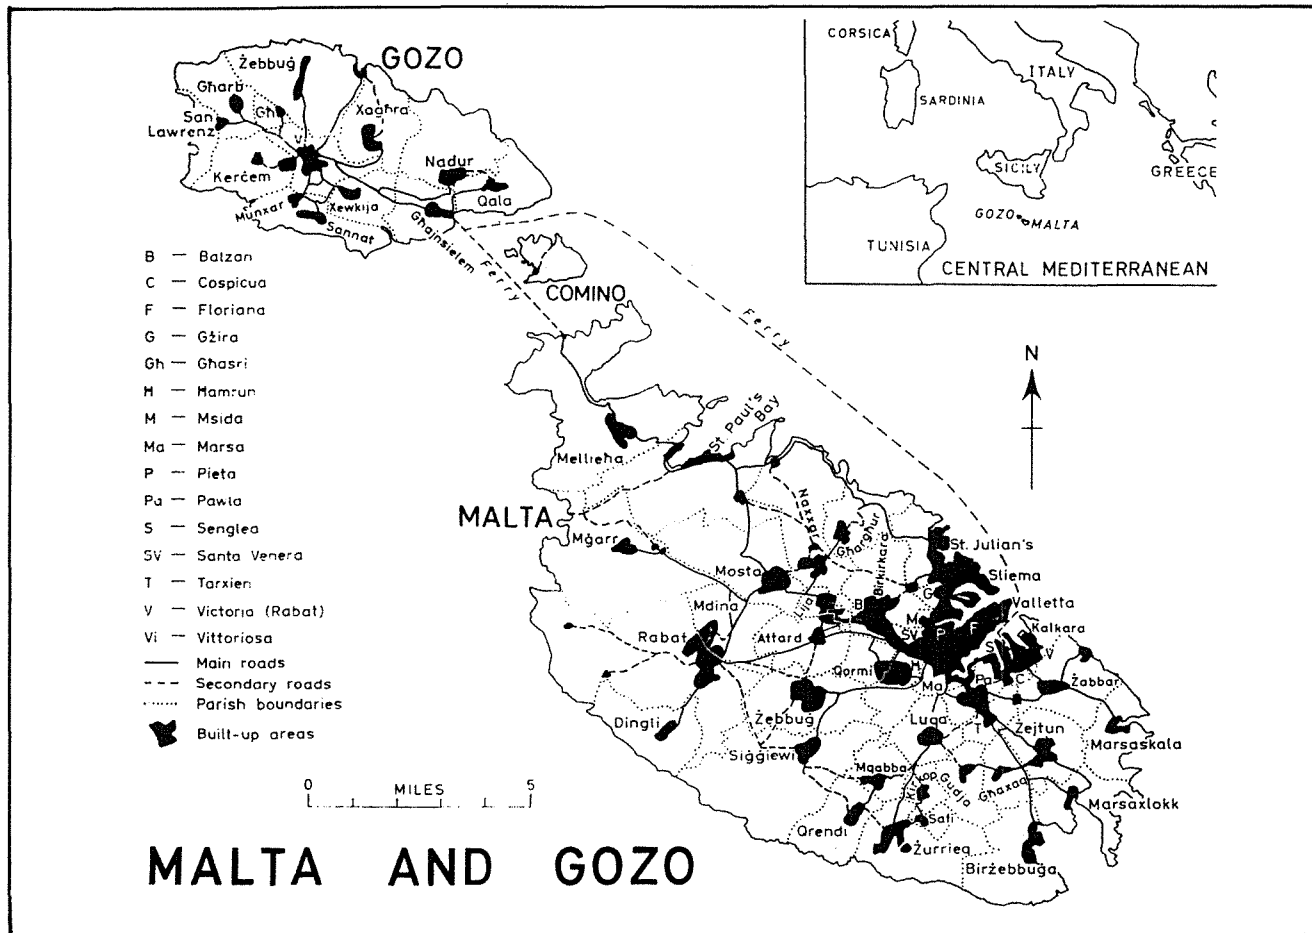 GOZO
Żebbuġ
Għarb
Għ
San
Lawrenz
Xagħra
V
Kerċem
Nadur
Munxar
Xewkija
Qala
Sannat
Għajnsielem
Ferry
COMINO
Ferry
CORSICA
ITALY
SARDINIA
SICILY
GREECE
GOZO
MALTA
TUNISIA
CENTRAL MEDITERRANEAN
N
B — Balzan
C — Cospicua
F — Floriana
G — Gżira
Għ — Għasri
Ħ — Ħamrun
M — Msida
Ma — Marsa
P — Pieta
Pa — Pawla
S — Senglea
SV — Santa Venera
T — Tarxien
V — Victoria (Rabat)
Vi — Vittoriosa
Main roads
Secondary roads
Parish boundaries
Built-up areas
0 MILES 5
MALTA
Mellieħa
St. Paul's
Bay
Mġarr
Naxxar
Għargħur
Mosta
Lija
Birkirkara
St. Julian's
Sliema
Mdina
Rabat
Attard
B
G
M
SV
P
F
Valletta
Kalkara
S
V
Qormi
H
Ma
Pa
C
Żabbar
T
Dingli
Żebbuġ
Siġġiewi
Luqa
Żejtun
Marsaskala
Mqabba
Kirkop
Gudja
Għaxaq
Marsaxlokk
Qrendi
Safi
Żurrieq
Birżebbuġa
MALTA AND GOZO